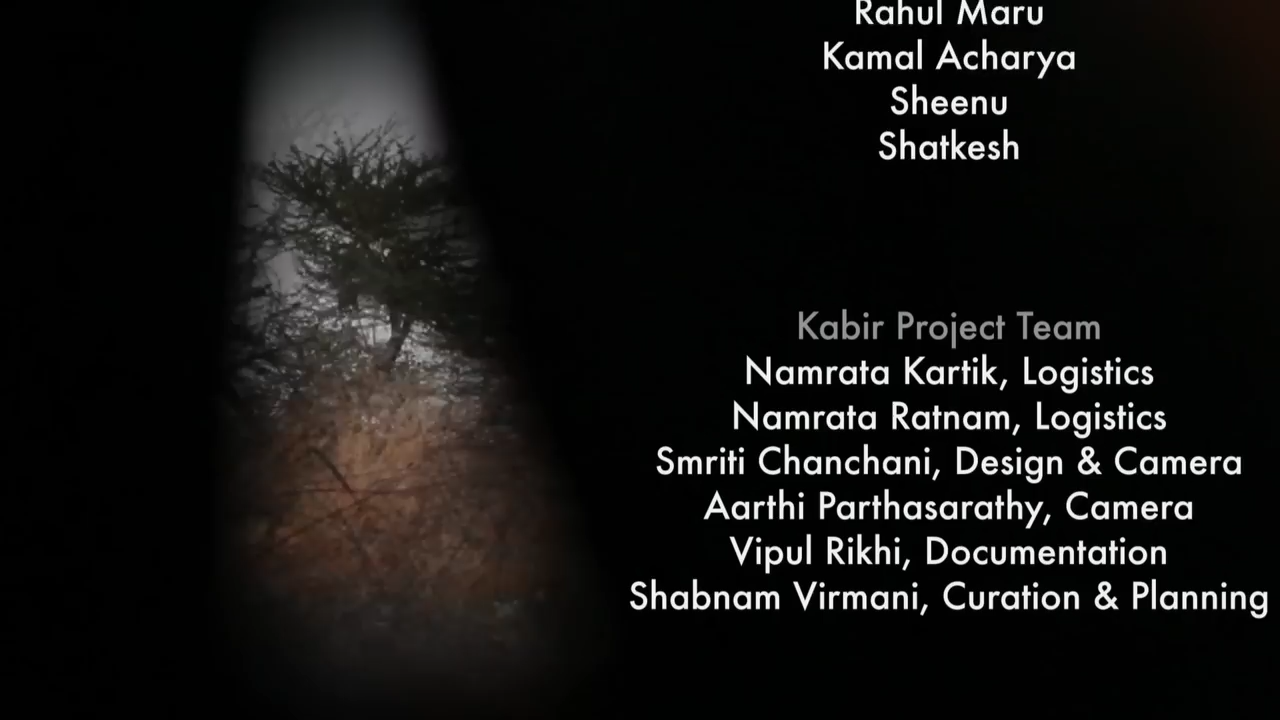 Rahul Maru
Kamal Acharya
Sheenu
Shatkesh
Kabir Project Team
Namrata Kartik, Logistics
Namrata Ratnam, Logistics
Smriti Chanchani, Design & Camera
Aarthi Parthasarathy, Camera
Vipul Rikhi, Documentation
Shabnam Virmani, Curation & Planning